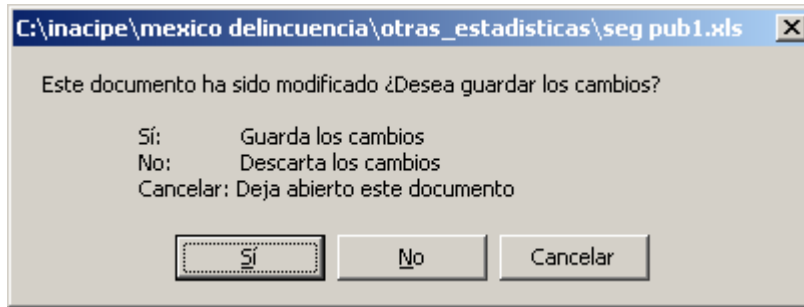 C:\inacipe\mexico delincuencia\otras_estadisticas\seg pub1.xls
Este documento ha sido modificado ¿Desea guardar los cambios?
Sí: Guarda los cambios
No: Descarta los cambios
Cancelar: Deja abierto este documento
Sí No Cancelar